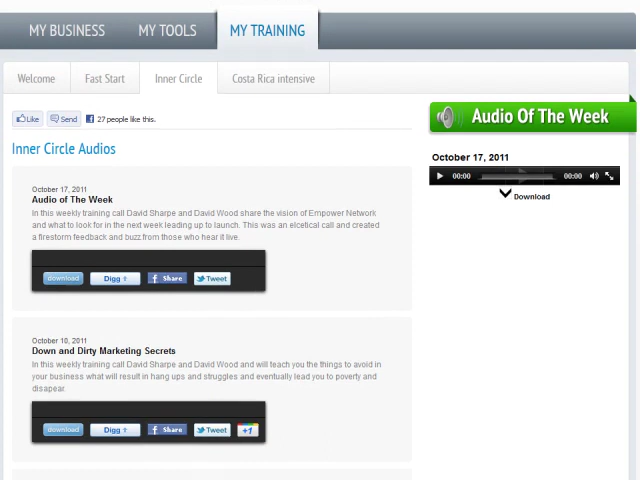 MY BUSINESS MY TOOLS MY TRAINING
Welcome Fast Start Inner Circle Costa Rica intensive
Like Send 27 people like this.
Inner Circle Audios
October 17, 2011
Audio of The Week
In this weekly training call David Sharpe and David Wood share the vision of Empower Network
and what to look for in the next week leading up to launch. This was an elcetical call and created
a firestorm feedback and buzz from those who hear it live.
download Digg Share Tweet
October 10, 2011
Down and Dirty Marketing Secrets
In this weekly training call David Sharpe and David Wood and will teach you the things to avoid in
your business what will result in hang ups and struggles and eventually lead you to poverty and
disapear.
download Digg Share Tweet +1
Audio Of The Week
October 17, 2011
00:00 00:00
Download